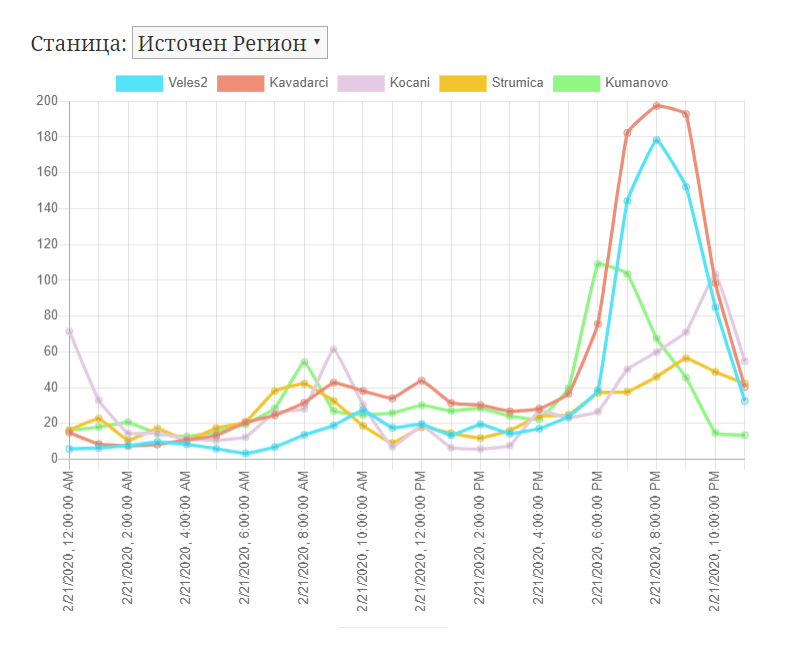 Станица: Источен Регион
Veles2 Kavadarci Kocani Strumica Kumanovo
200
180
160
140
120
100
80
60
40
20
0
2/21/2020, 12:00:00 AM
2/21/2020, 2:00:00 AM
2/21/2020, 4:00:00 AM
2/21/2020, 6:00:00 AM
2/21/2020, 8:00:00 AM
2/21/2020, 10:00:00 AM
2/21/2020, 12:00:00 PM
2/21/2020, 2:00:00 PM
2/21/2020, 4:00:00 PM
2/21/2020, 6:00:00 PM
2/21/2020, 8:00:00 PM
2/21/2020, 10:00:00 PM